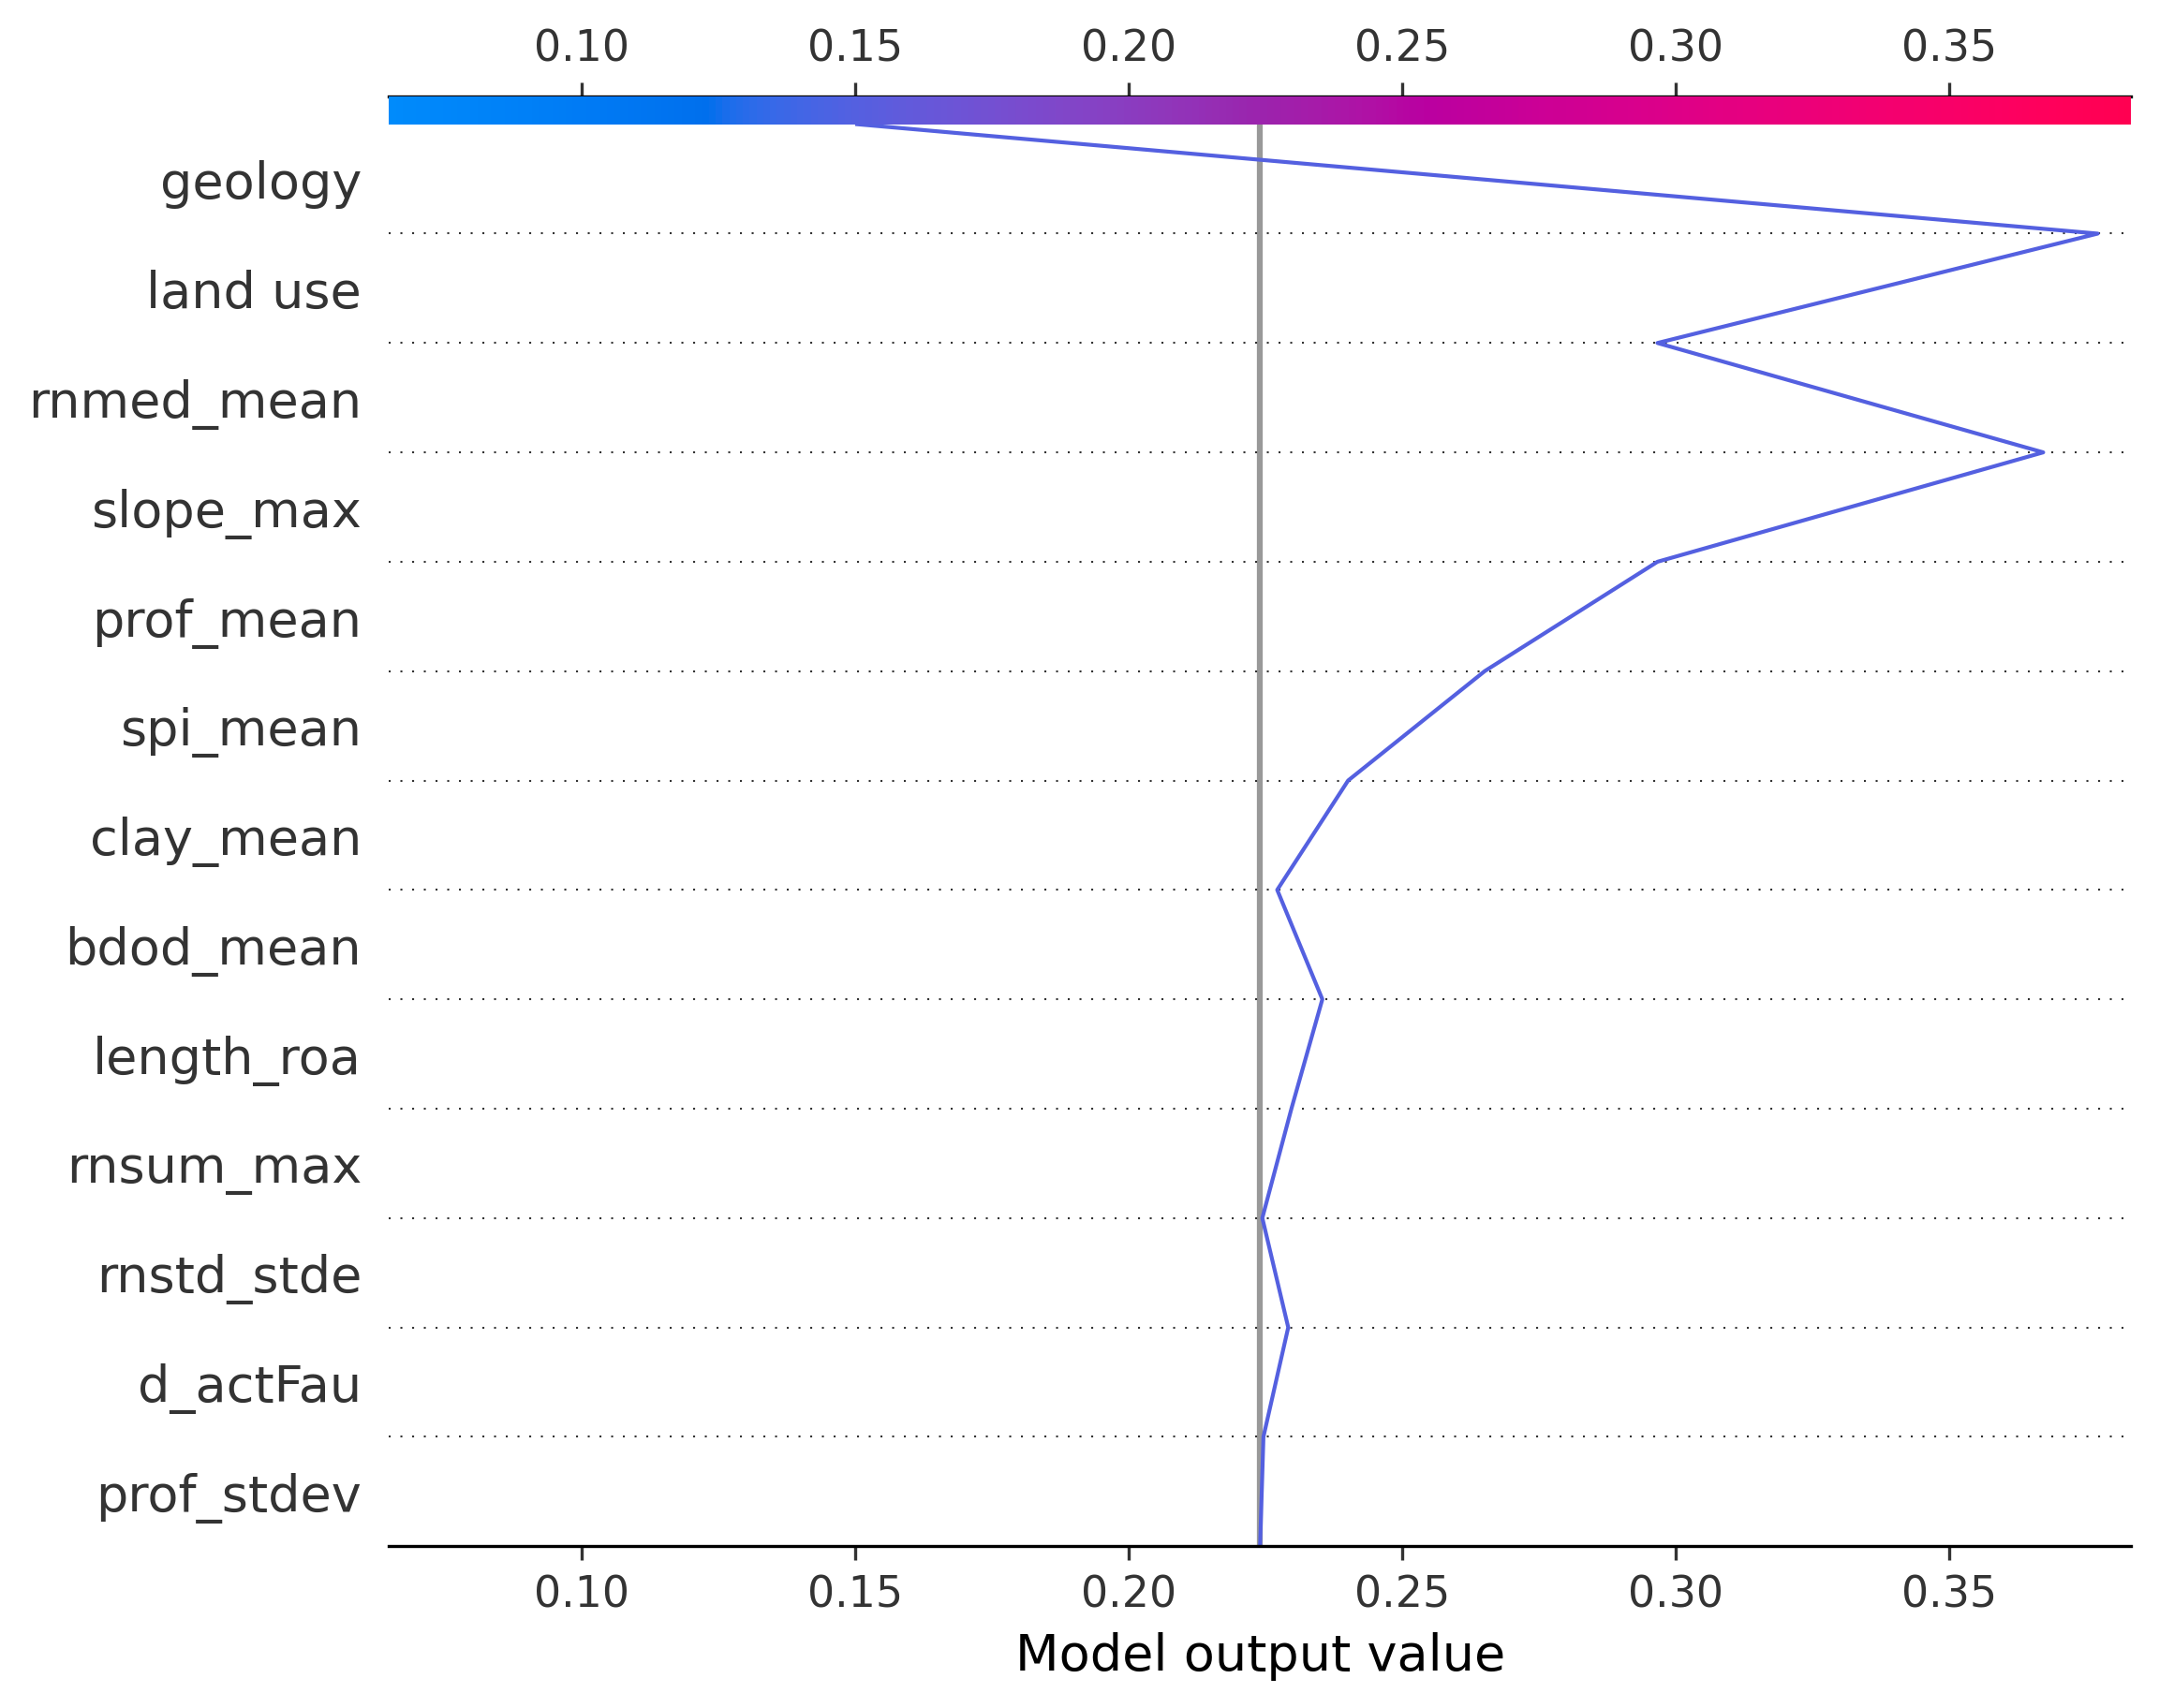 0.10 0.15 0.20 0.25 0.30 0.35
geology
land use
rnmed_mean
slope_max
prof_mean
spi_mean
clay_mean
bdod_mean
length_roa
rnsum_max
rnstd_stde
d_actFau
prof_stdev
0.10 0.15 0.20 0.25 0.30 0.35
Model output value